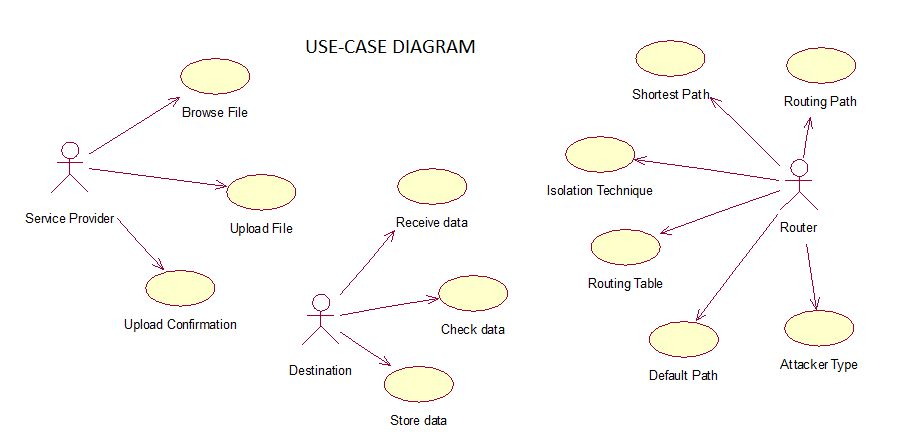 USE-CASE DIAGRAM
Browse File
Service Provider
Upload File
Upload Confirmation
Receive data
Check data
Destination
Store data
Shortest Path
Routing Path
Isolation Technique
Router
Routing Table
Default Path
Attacker Type